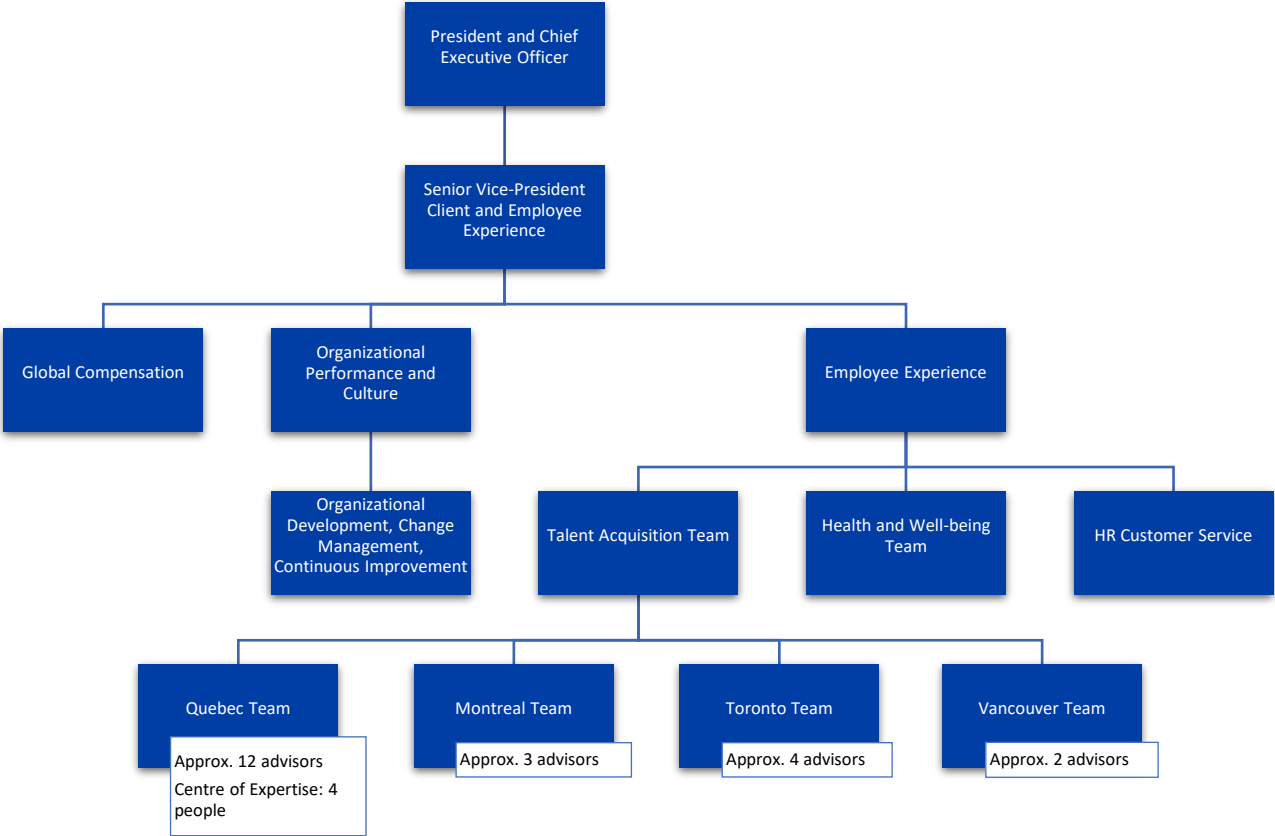 President and Chief
Executive Officer
Senior Vice-President
Client and Employee
Experience
Global Compensation
Organizational
Performance and
Culture
Employee Experience
Organizational
Development, Change
Management,
Continuous Improvement
Talent Acquisition Team
Health and Well-being
Team
HR Customer Service
Quebec Team
Approx. 12 advisors
Centre of Expertise: 4
people
Montreal Team
Approx. 3 advisors
Toronto Team
Approx. 4 advisors
Vancouver Team
Approx. 2 advisors